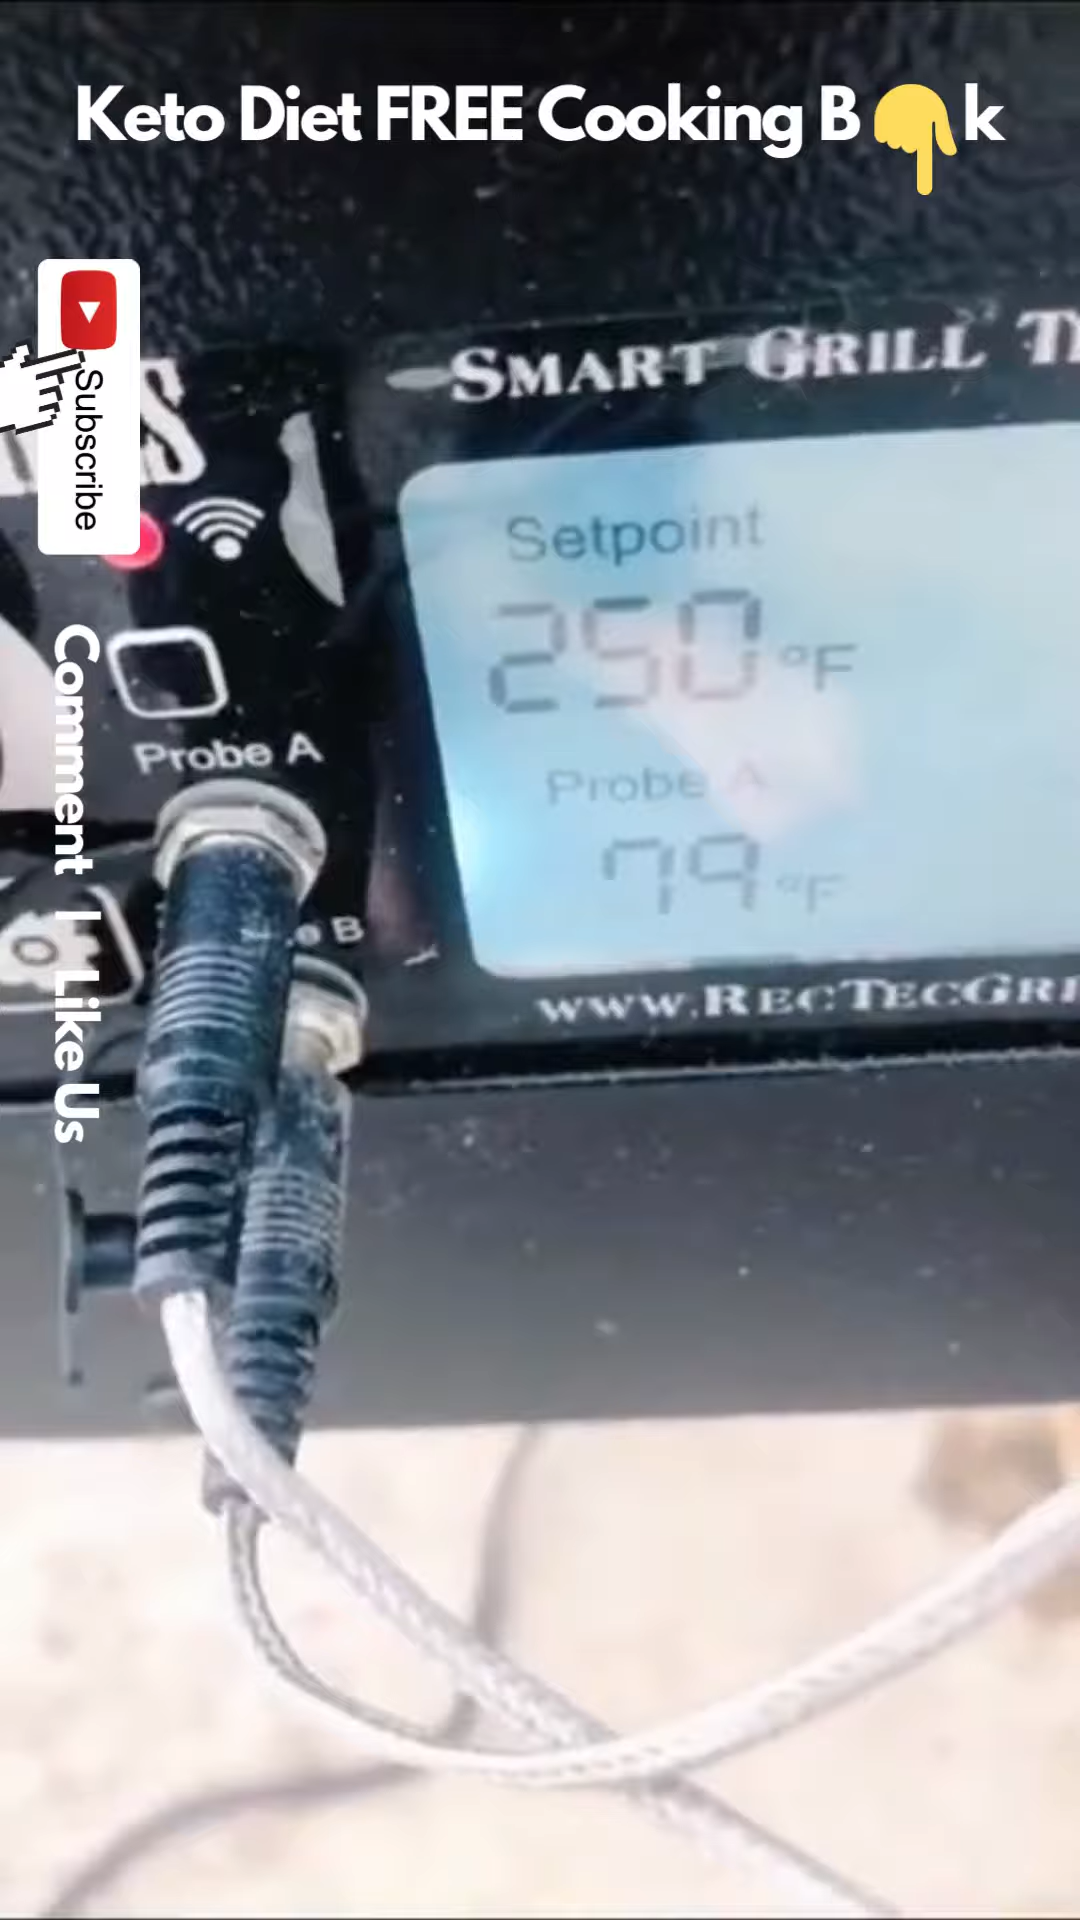 Keto Diet FREE Cooking B👇k
Subscribe
Comment | Like Us
SMART GRILL
Setpoint
250 °F
Probe A
79 °F
Probe A
B
www.RECTECGRI